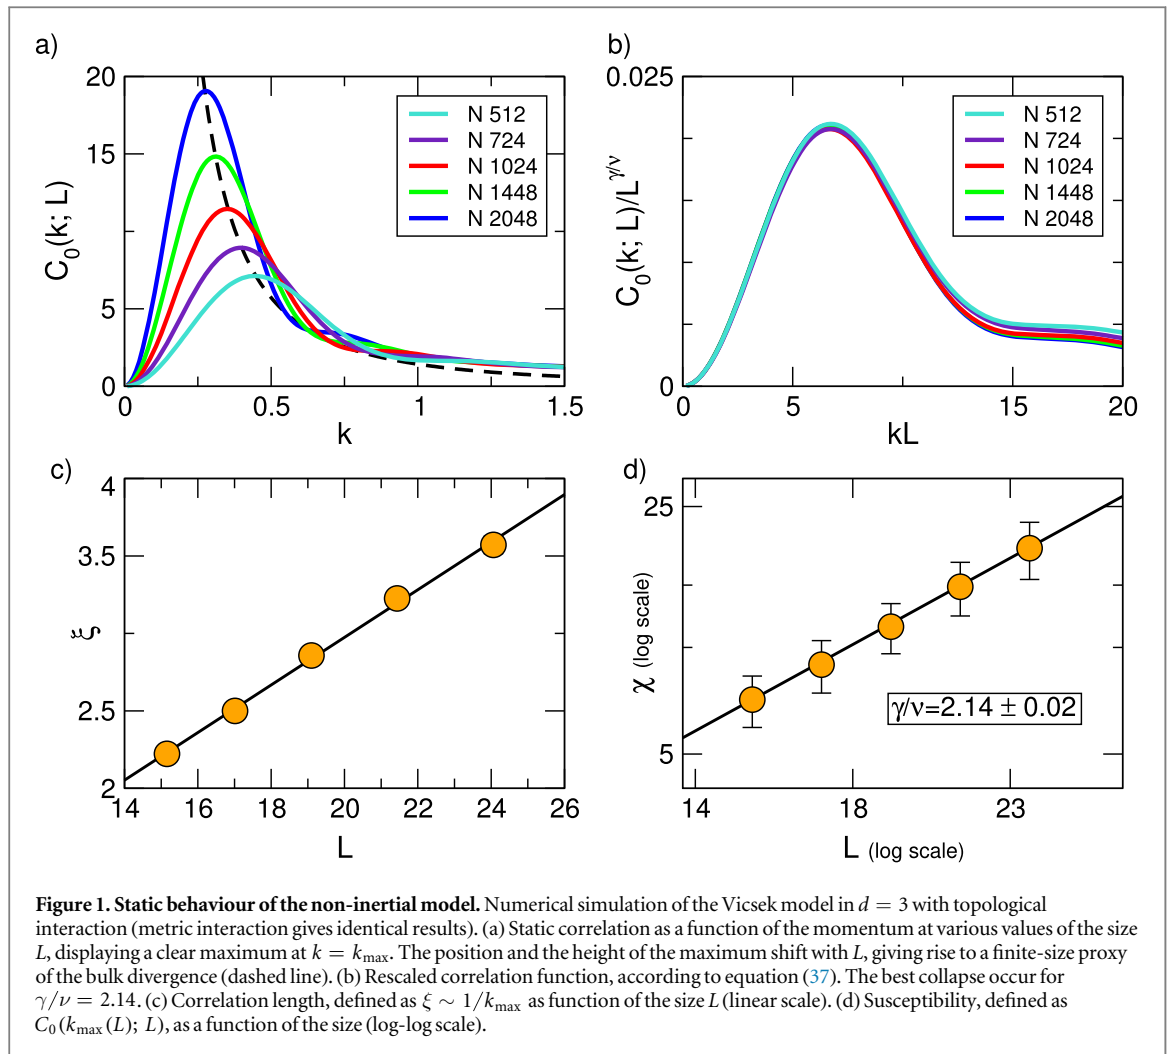 a)
20
15
5
0
C0(k; L)
N 512
N 724
N 1024
N 1448
N 2048
0 0.5 1 1.5
k
b)
0.025
0
C0(k; L)/L^γ/ν
N 512
N 724
N 1024
N 1448
N 2048
0 5 15 20
kL
c)
4
3.5
2.5
2
ξ
14 16 18 20 22 24 26
L
d)
25
5
χ (log scale)
γ/ν=2.14 ± 0.02
14 18 23
L (log scale)
Figure 1. Static behaviour of the non-inertial model. Numerical simulation of the Vicsek model in d = 3 with topological
interaction (metric interaction gives identical results). (a) Static correlation as a function of the momentum at various values of the size
L, displaying a clear maximum at k = kmax. The position and the height of the maximum shift with L, giving rise to a finite-size proxy
of the bulk divergence (dashed line). (b) Rescaled correlation function, according to equation (37). The best collapse occur for
γ/ν = 2.14. (c) Correlation length, defined as ξ ~ 1/kmax as function of the size L (linear scale). (d) Susceptibility, defined as
C0(kmax(L); L), as a function of the size (log-log scale).